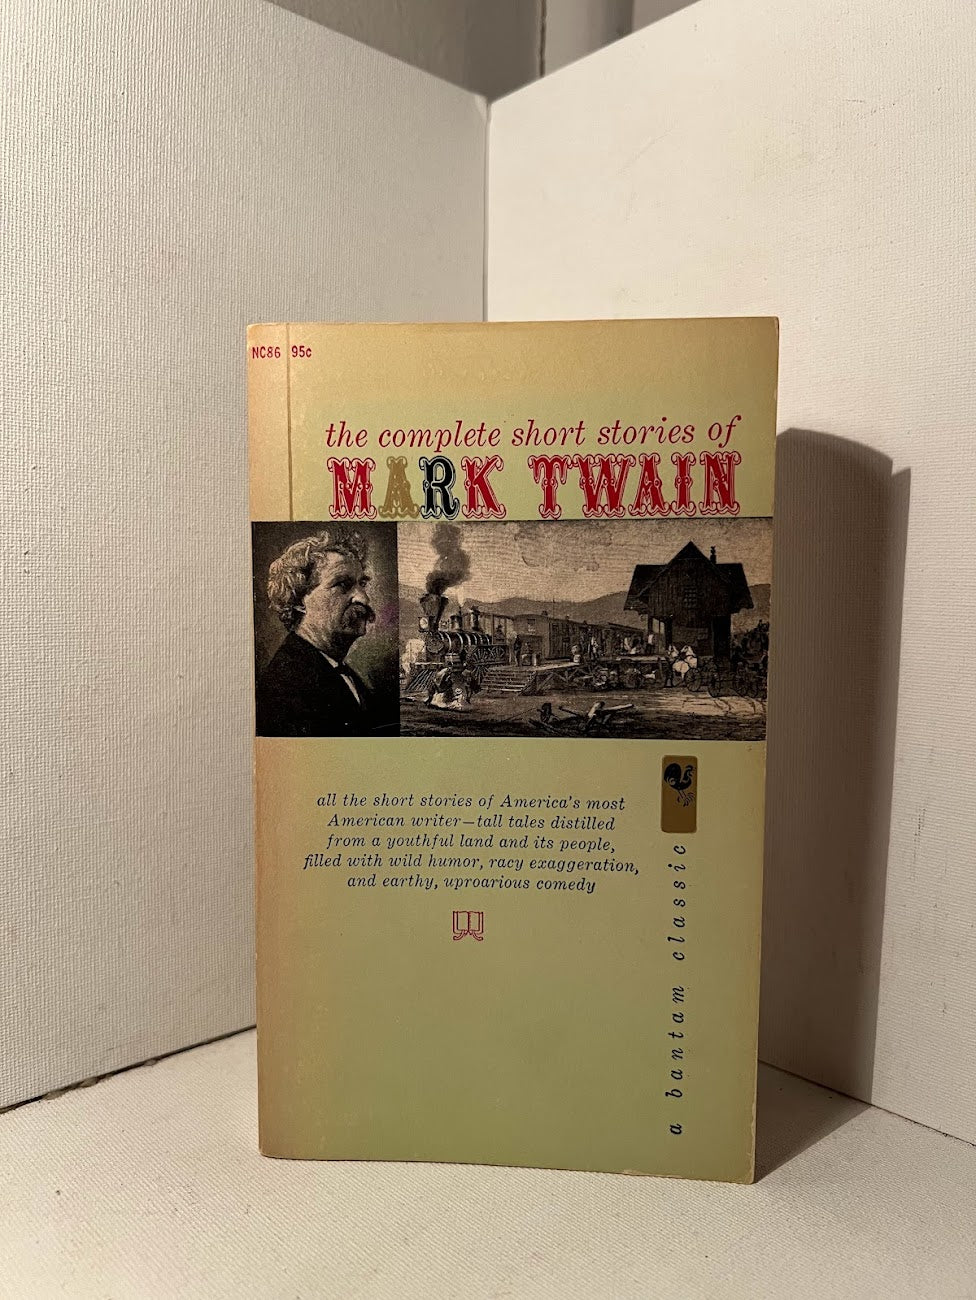 NC86 95c
the complete short stories of
MARK TWAIN
all the short stories of America's most
American writer—tall tales distilled
from a youthful land and its people,
filled with wild humor, racy exaggeration,
and earthy, uproarious comedy
a bantam classic